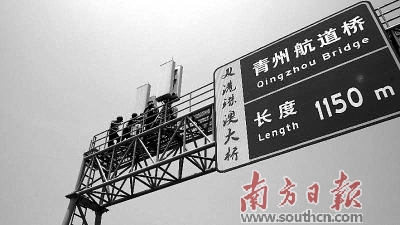 青州航道桥
Qingzhou Bridge
长度 1150 m
Length
港珠澳大桥
南方日报
www.southcn.com